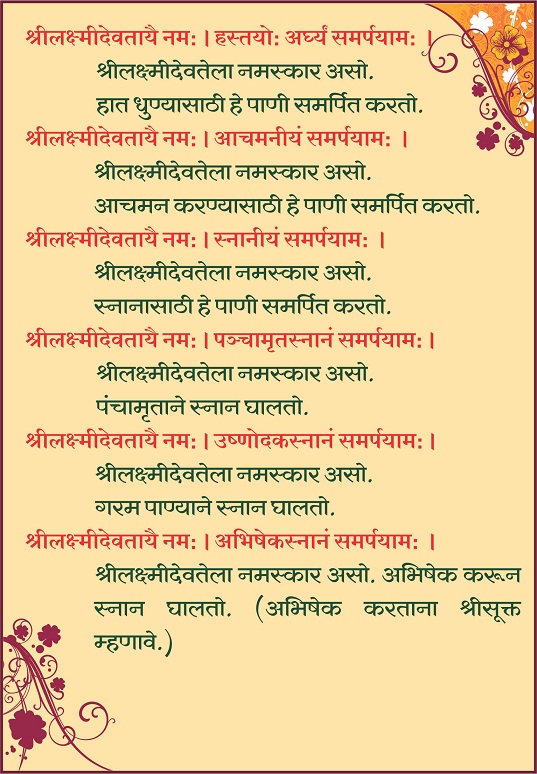 श्रीलक्ष्मीदेवतायै नमः । हस्तयोः अर्घ्यं समर्पयामः ।
श्रीलक्ष्मीदेवतेला नमस्कार असो.
हात धुण्यासाठी हे पाणी समर्पित करतो.
श्रीलक्ष्मीदेवतायै नमः । आचमनीयं समर्पयामः ।
श्रीलक्ष्मीदेवतेला नमस्कार असो.
आचमन करण्यासाठी हे पाणी समर्पित करतो.
श्रीलक्ष्मीदेवतायै नमः । स्नानीयं समर्पयामः ।
श्रीलक्ष्मीदेवतेला नमस्कार असो.
स्नानासाठी हे पाणी समर्पित करतो.
श्रीलक्ष्मीदेवतायै नमः । पञ्चामृतस्नानं समर्पयामः ।
श्रीलक्ष्मीदेवतेला नमस्कार असो.
पंचामृताने स्नान घालतो.
श्रीलक्ष्मीदेवतायै नमः । उष्णोदकस्नानं समर्पयामः ।
श्रीलक्ष्मीदेवतेला नमस्कार असो.
गरम पाण्याने स्नान घालतो.
श्रीलक्ष्मीदेवतायै नमः । अभिषेकस्नानं समर्पयामः ।
श्रीलक्ष्मीदेवतेला नमस्कार असो. अभिषेक करून
स्नान घालतो. (अभिषेक करताना श्रीसूक्त
म्हणावे.)